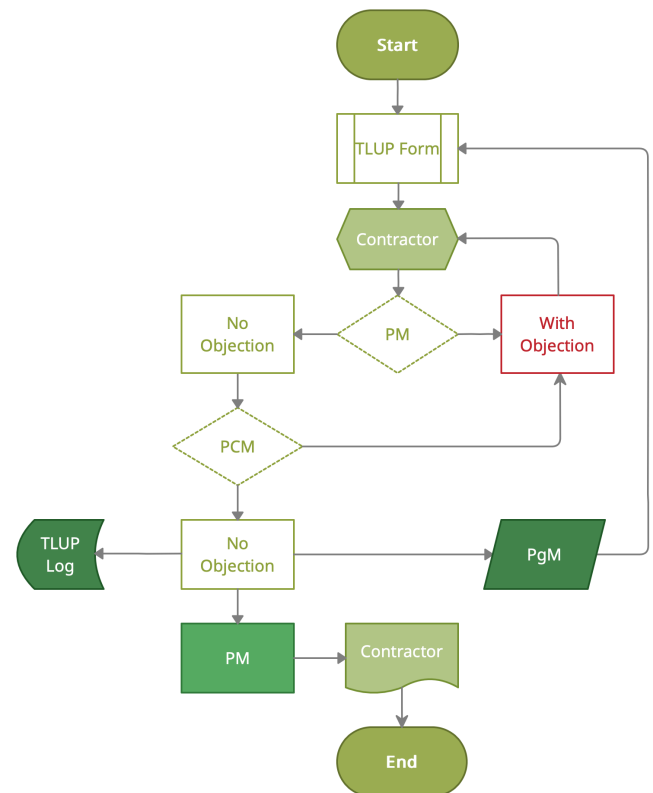 Start
TLUP Form
Contractor
No
Objection
PM
With
Objection
PCM
TLUP
Log
No
Objection
PgM
PM
Contractor
End